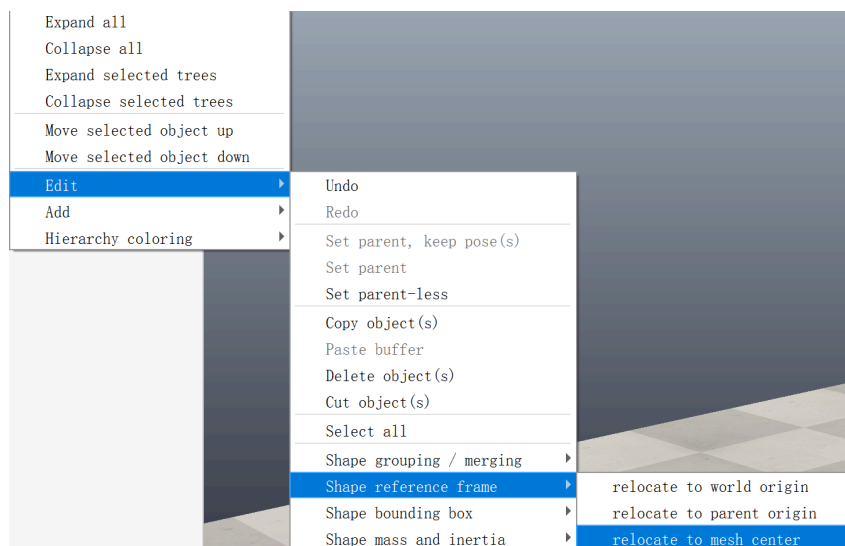 Expand all
Collapse all
Expand selected trees
Collapse selected trees
Move selected object up
Move selected object down
Edit
Add
Hierarchy coloring
Undo
Redo
Set parent, keep pose(s)
Set parent
Set parent-less
Copy object(s)
Paste buffer
Delete object(s)
Cut object(s)
Select all
Shape grouping / merging
Shape reference frame
Shape bounding box
Shape mass and inertia
relocate to world origin
relocate to parent origin
relocate to mesh center